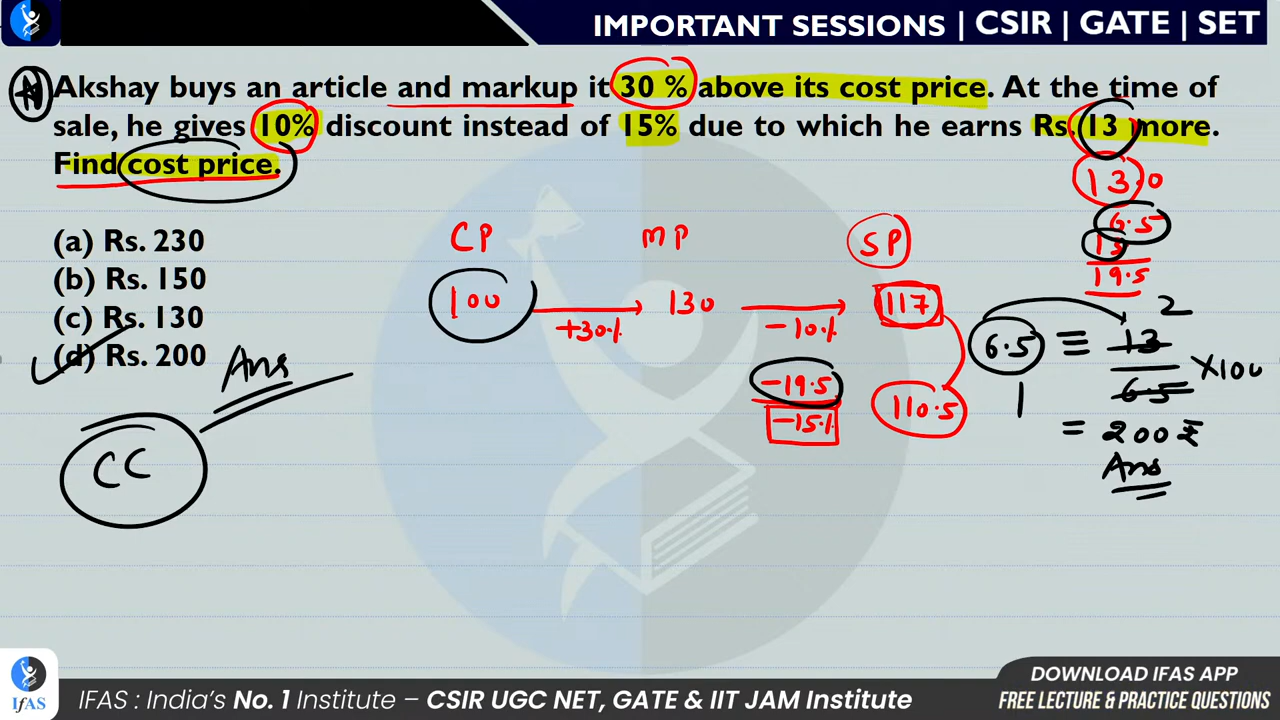 IMPORTANT SESSIONS | CSIR | GATE | SET
Akshay buys an article and markup it 30 % above its cost price. At the time of
sale, he gives 10% discount instead of 15% due to which he earns Rs. 13 more.
Find cost price.
(a) Rs. 230
(b) Rs. 150
(c) Rs. 130
(d) Rs. 200
Ans
CC
CP MP SP
100 +30% 130 -10% 117
-19.5
-15% 110.5
13.0
6.5
13
19.5
6.5 ≡ 13 2
6.5 ×100
1
= 200 ₹
Ans
IfAS
IFAS : India's No. 1 Institute – CSIR UGC NET, GATE & IIT JAM Institute
DOWNLOAD IFAS APP
FREE LECTURE & PRACTICE QUESTIONS